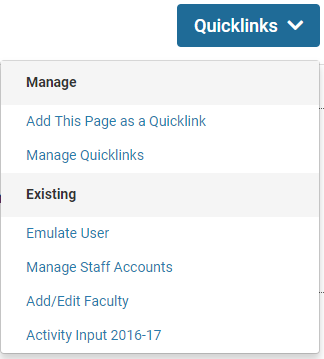 Quicklinks
Manage
Add This Page as a Quicklink
Manage Quicklinks
Existing
Emulate User
Manage Staff Accounts
Add/Edit Faculty
Activity Input 2016-17